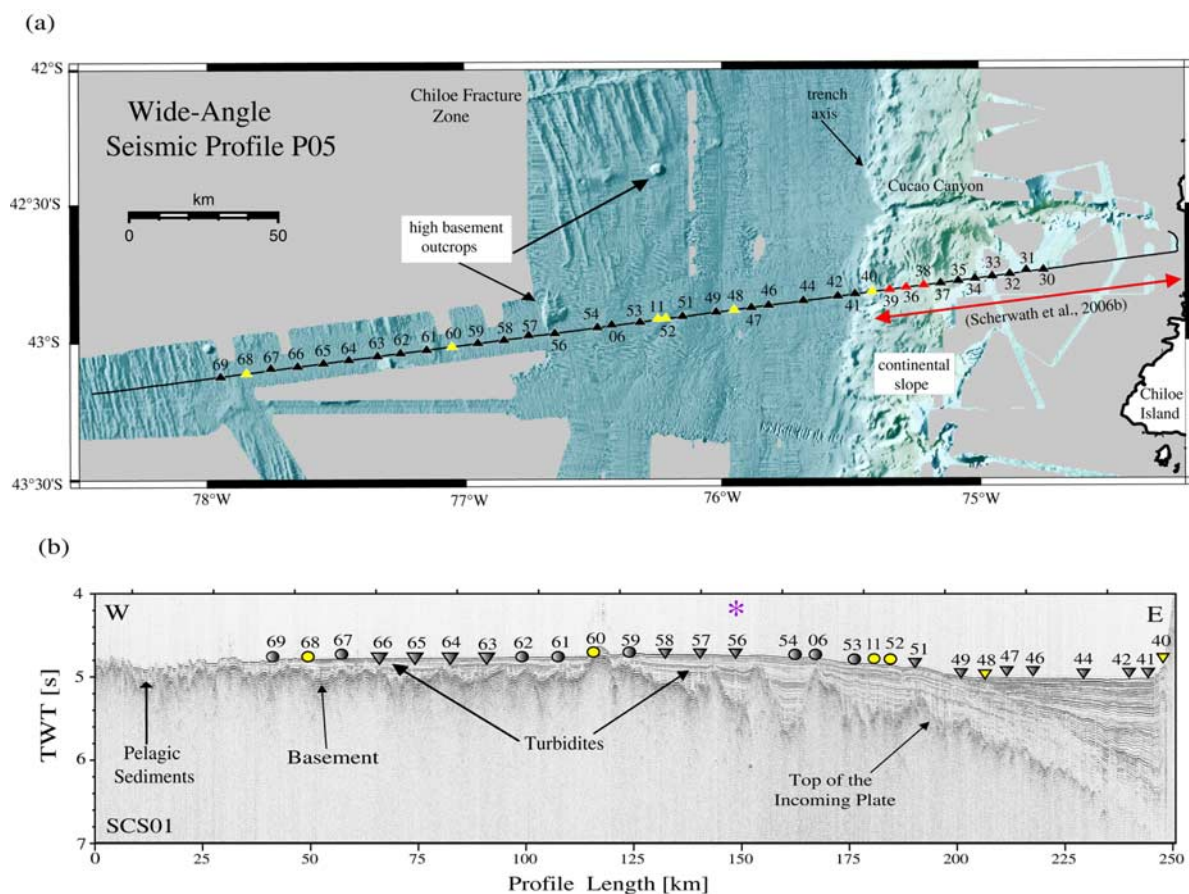 (a)
42°S
Wide-Angle
Seismic Profile P05
Chiloe Fracture
Zone
trench
axis
km
0 50
Cucao Canyon
42°30'S
high basement
outcrops
43°S
43°30'S
69 68 67 66 65 64 63 62 61 60 59 58 57 56 54 06 53 11 52 51 49 48 47 46 44 42 41 40 39 36 38 37 35 34 33 32 31 30
(Scherwath et al., 2006b)
continental
slope
Chiloe
Island
78°W 77°W 76°W 75°W
(b)
W E
*
69 68 67 66 65 64 63 62 61 60 59 58 57 56 54 06 53 11 52 51 49 48 47 46 44 42 41 40
TWT [s]
4
5
6
7
Pelagic
Sediments
Basement
Turbidites
Top of the
Incoming Plate
SCS01
0 25 50 75 100 125 150 175 200 225 250
Profile Length [km]